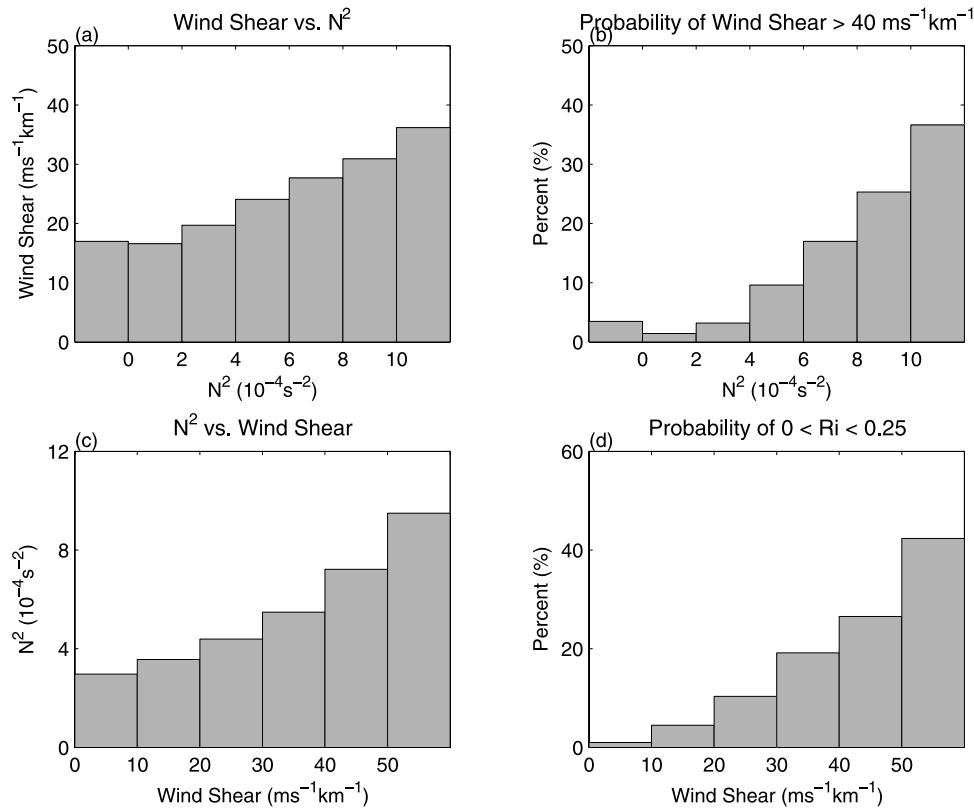 Wind Shear vs. N²
(a)
50
40
30
20
10
0
Wind Shear (ms⁻¹km⁻¹)
0 2 4 6 8 10
N² (10⁻⁴s⁻²)
Probability of Wind Shear > 40 ms⁻¹km⁻¹
(b)
50
40
30
20
10
0
Percent (%)
0 2 4 6 8 10
N² (10⁻⁴s⁻²)
N² vs. Wind Shear
(c)
12
8
4
0
N² (10⁻⁴s⁻²)
0 10 20 30 40 50
Wind Shear (ms⁻¹km⁻¹)
Probability of 0 < Ri < 0.25
(d)
60
40
20
0
Percent (%)
0 10 20 30 40 50
Wind Shear (ms⁻¹km⁻¹)